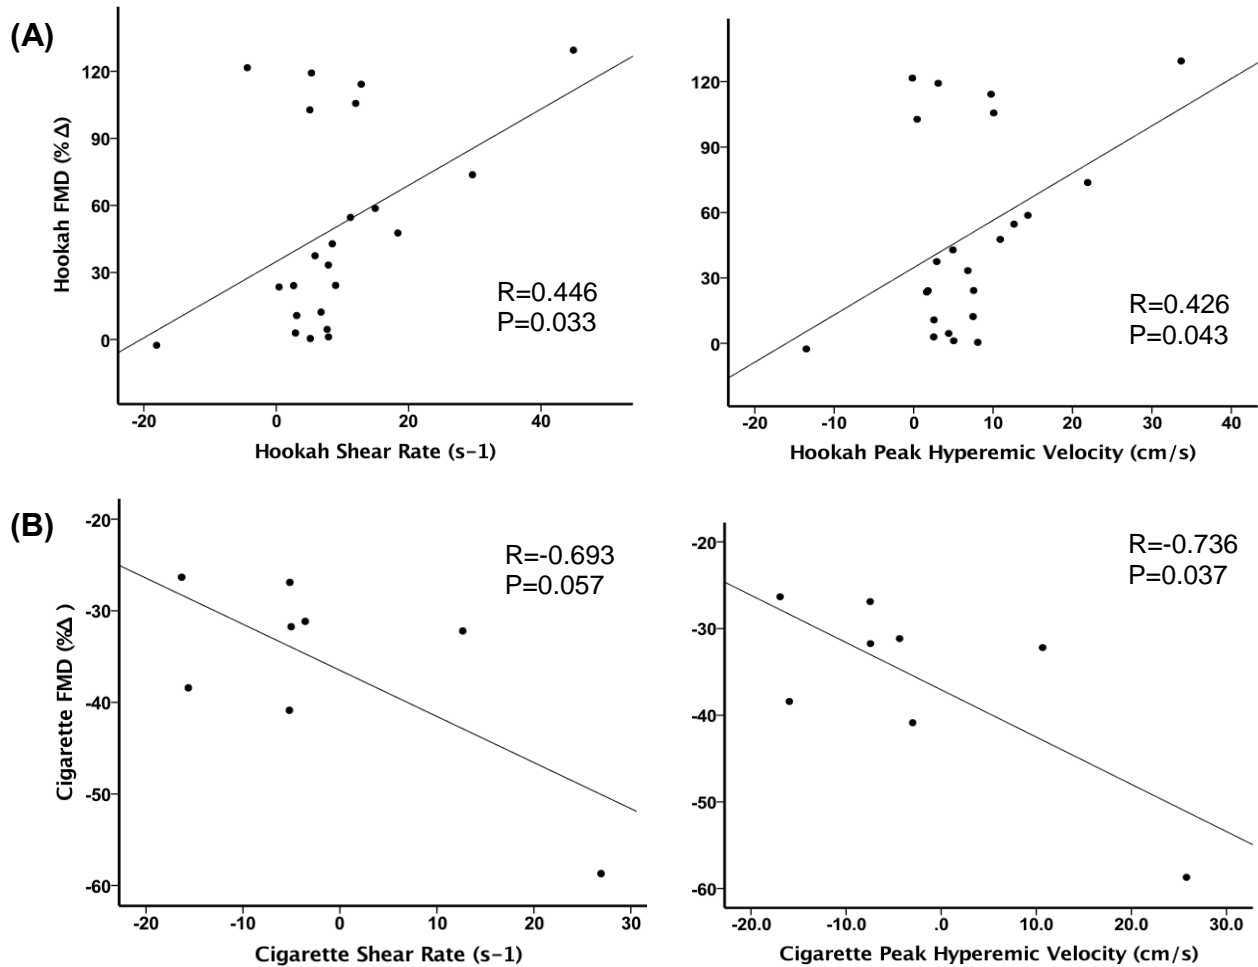 (A)
120
90
60
30
0
Hookah FMD (% Δ)
R=0.446
P=0.033
-20
0
20
40
Hookah Shear Rate (s-1)
120
90
60
30
0
R=0.426
P=0.043
-20
-10
0
10
20
30
40
Hookah Peak Hyperemic Velocity (cm/s)
(B)
-20
-30
-40
-50
-60
Cigarette FMD (%Δ )
R=-0.693
P=0.057
-20
-10
0
10
20
30
Cigarette Shear Rate (s-1)
-20
-30
-40
-50
-60
R=-0.736
P=0.037
-20.0
-10.0
.0
10.0
20.0
30.0
Cigarette Peak Hyperemic Velocity (cm/s)